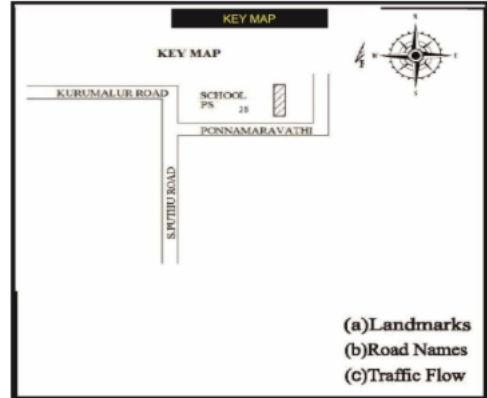 KEY MAP
KEY MAP
N
W
E
S
KURUMALUR ROAD
SCHOOL
PS
28
PONNAMARAVATHI
S.PUTHU ROAD
(a)Landmarks
(b)Road Names
(c)Traffic Flow